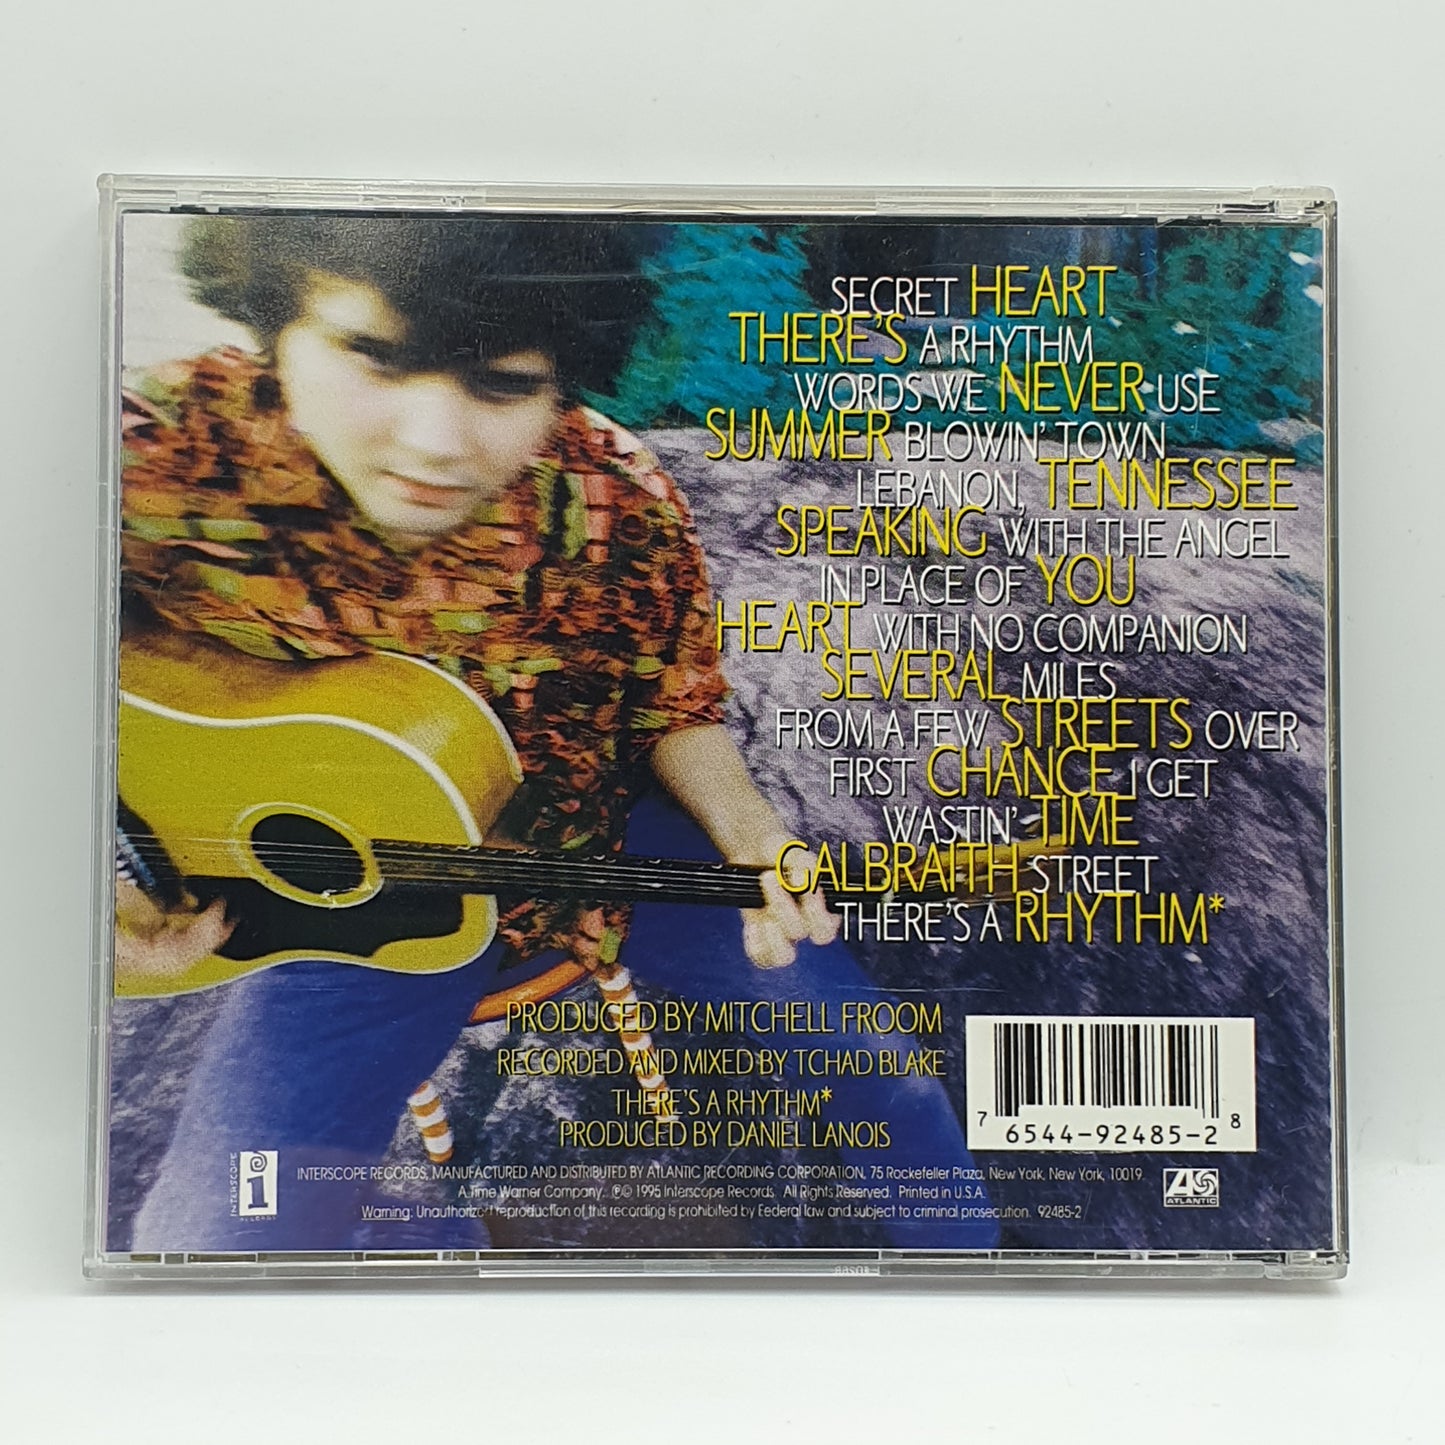 SECRET HEART
THERE'S A RHYTHM
WORDS WE NEVER USE
SUMMER BLOWIN' TOWN
LEBANON, TENNESSEE
SPEAKING WITH THE ANGEL
IN PLACE OF YOU
HEART WITH NO COMPANION
SEVERAL MILES
FROM A FEW STREETS OVER
FIRST CHANCE I GET
WASTIN' TIME
GALBRAITH STREET
THERE'S A RHYTHM*
PRODUCED BY MITCHELL FROOM
RECORDED AND MIXED BY TCHAD BLAKE
THERE'S A RHYTHM*
PRODUCED BY DANIEL LANOIS
7 6544-92485-2 8
INTERSCOPE RECORDS
INTERSCOPE RECORDS, MANUFACTURED AND DISTRIBUTED BY ATLANTIC RECORDING CORPORATION, 75 Rockefeller Plaza, New York, New York, 10019.
A Time Warner Company. ℗© 1995 Interscope Records. All Rights Reserved. Printed in U.S.A.
Warning: Unauthorized reproduction of this recording is prohibited by Federal law and subject to criminal prosecution. 92485-2
ATLANTIC